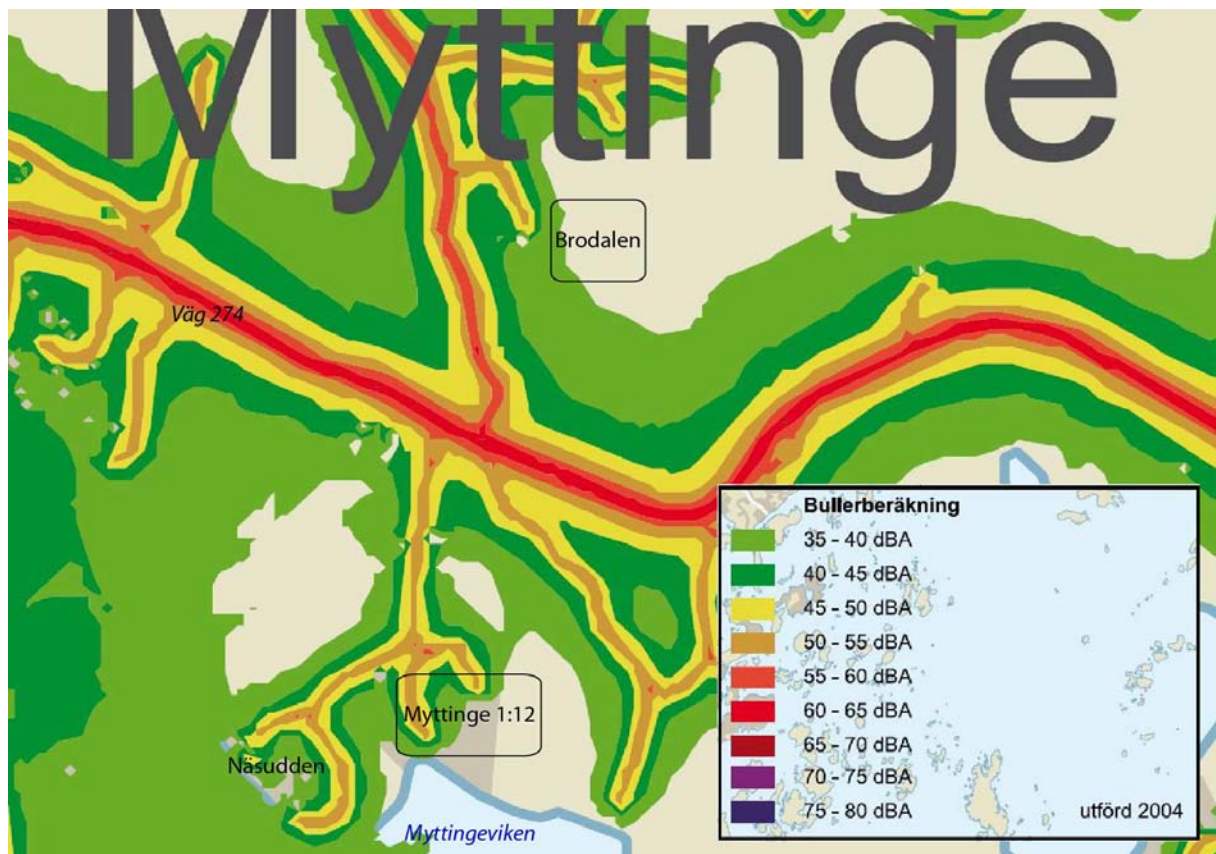 Myttinge
Brodalen
Väg 274
Myttinge 1:12
Näsudden
Myttingeviken
Bullerberäkning
35 - 40 dBA
40 - 45 dBA
45 - 50 dBA
50 - 55 dBA
55 - 60 dBA
60 - 65 dBA
65 - 70 dBA
70 - 75 dBA
75 - 80 dBA
utförd 2004